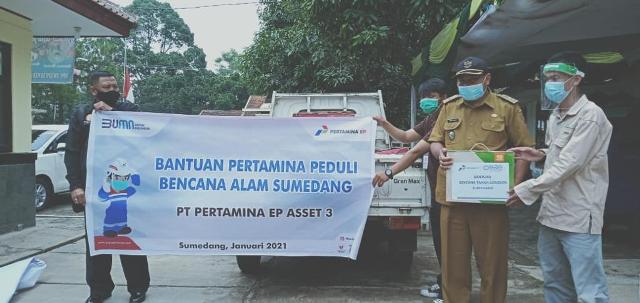 BUMN
PERTAMINA EP
BANTUAN PERTAMINA PEDULI
BENCANA ALAM SUMEDANG
PT PERTAMINA EP ASSET 3
Sumedang, Januari 2021
Gran Max
BANTUAN